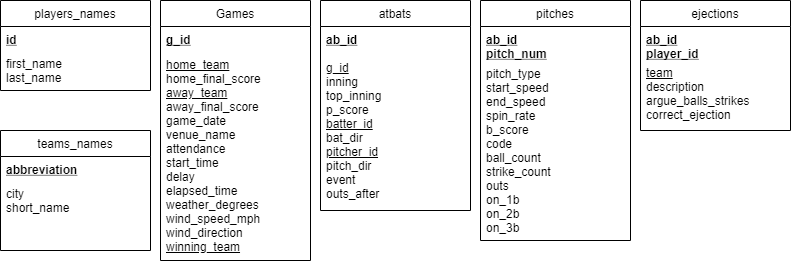 players_names
id
first_name
last_name
teams_names
abbreviation
city
short_name
Games
g_id
home_team
home_final_score
away_team
away_final_score
game_date
venue_name
attendance
start_time
delay
elapsed_time
weather_degrees
wind_speed_mph
wind_direction
winning_team
atbats
ab_id
g_id
inning
top_inning
p_score
batter_id
bat_dir
pitcher_id
pitch_dir
event
outs_after
pitches
ab_id
pitch_num
pitch_type
start_speed
end_speed
spin_rate
b_score
code
ball_count
strike_count
outs
on_1b
on_2b
on_3b
ejections
ab_id
player_id
team
description
argue_balls_strikes
correct_ejection